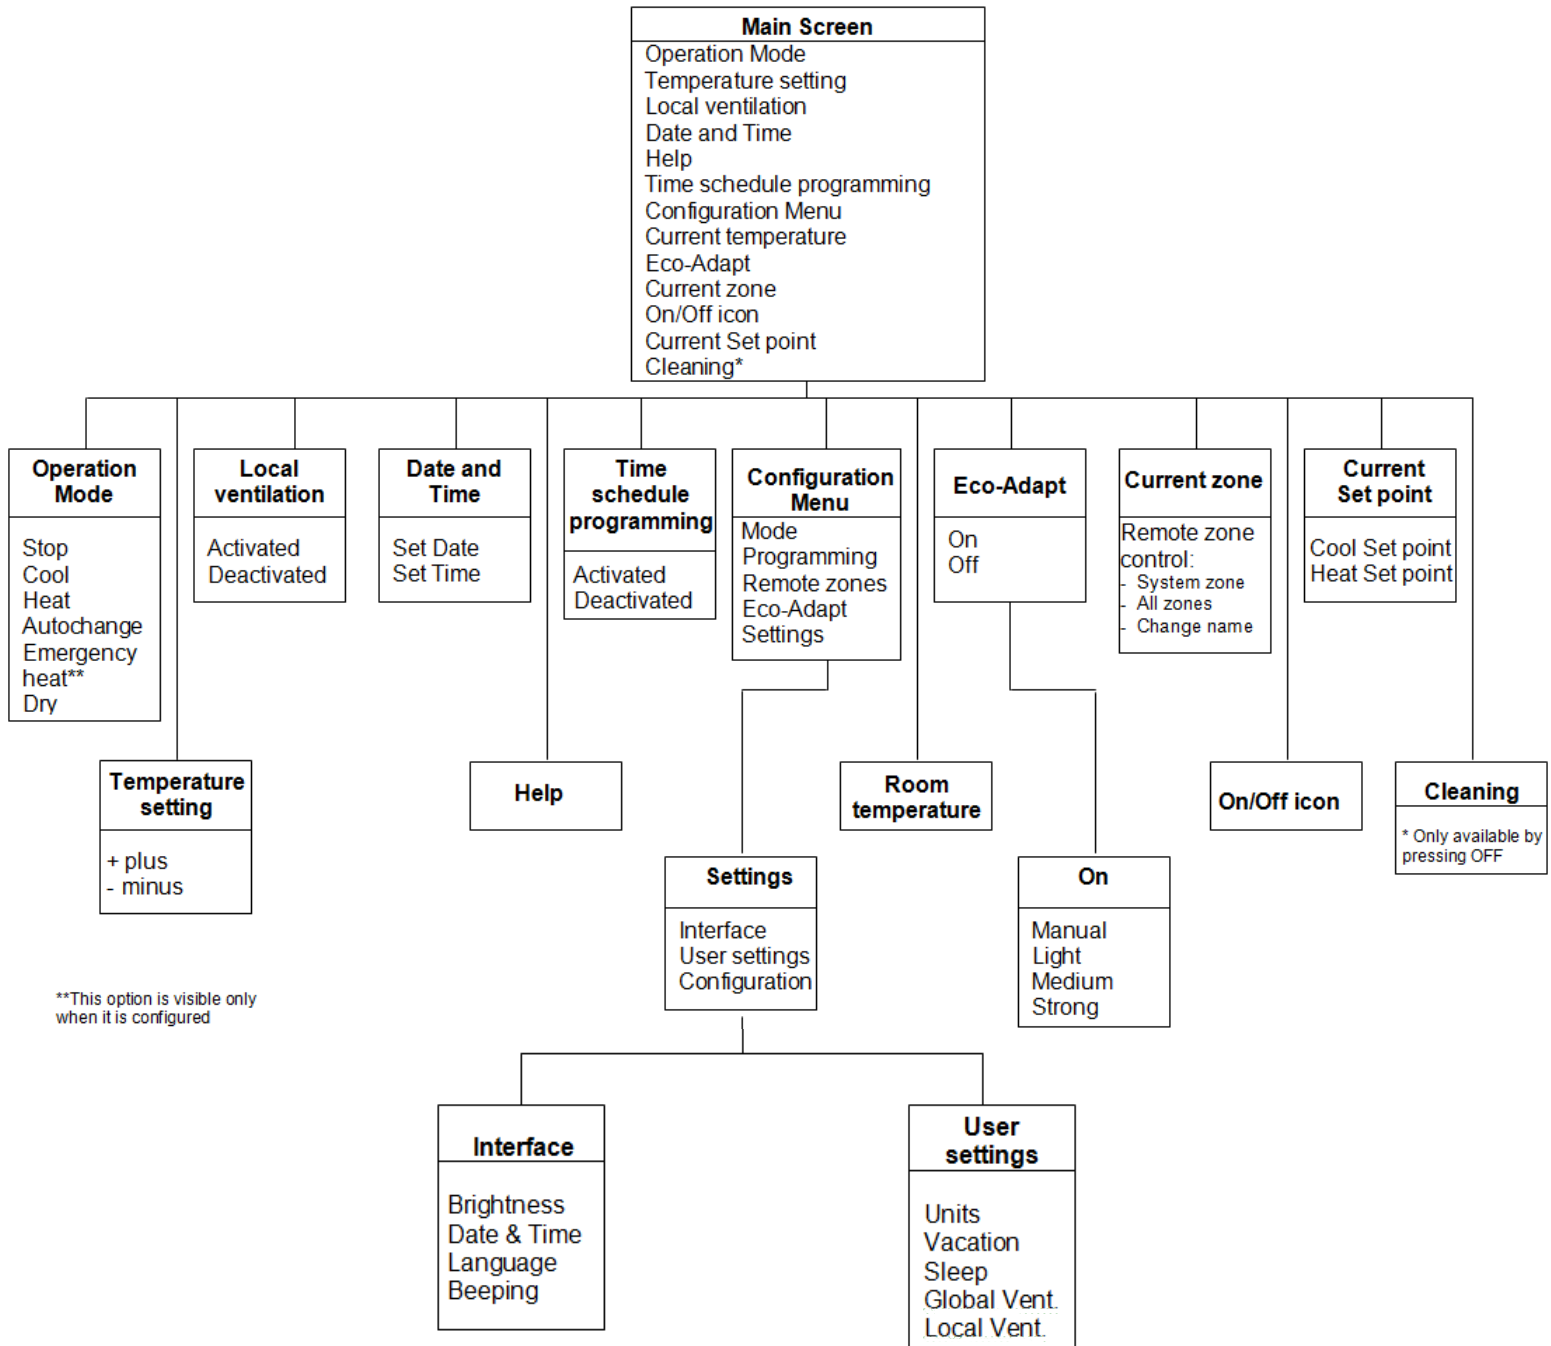 Main Screen
Operation Mode
Temperature setting
Local ventilation
Date and Time
Help
Time schedule programming
Configuration Menu
Current temperature
Eco-Adapt
Current zone
On/Off icon
Current Set point
Cleaning*
Operation
Mode
Stop
Cool
Heat
Autochange
Emergency
heat**
Dry
Local
ventilation
Activated
Deactivated
Date and
Time
Set Date
Set Time
Time
schedule
programming
Activated
Deactivated
Configuration
Menu
Mode
Programming
Remote zones
Eco-Adapt
Settings
Eco-Adapt
On
Off
Current zone
Remote zone
control:
- System zone
- All zones
- Change name
Current
Set point
Cool Set point
Heat Set point
Temperature
setting
+ plus
- minus
Help
Room
temperature
On/Off icon
Cleaning
* Only available by
pressing OFF
Settings
Interface
User settings
Configuration
On
Manual
Light
Medium
Strong
**This option is visible only
when it is configured
Interface
Brightness
Date & Time
Language
Beeping
User
settings
Units
Vacation
Sleep
Global Vent.
Local Vent.